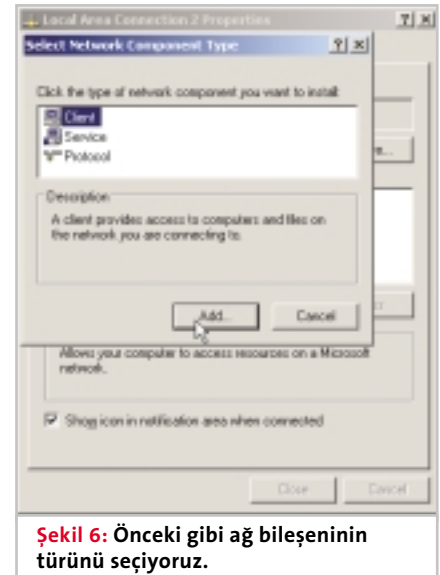 Local Area Connection 2 Properties
Select Network Component Type
Click the type of network component you want to install:
Client
Service
Protocol
Description
A client provides access to computers and files on
the network you are connecting to.
Add...
Cancel
Allows your computer to access resources on a Microsoft
network.
Show icon in notification area when connected
Close
Cancel
Şekil 6: Önceki gibi ağ bileşeninin
türünü seçiyoruz.